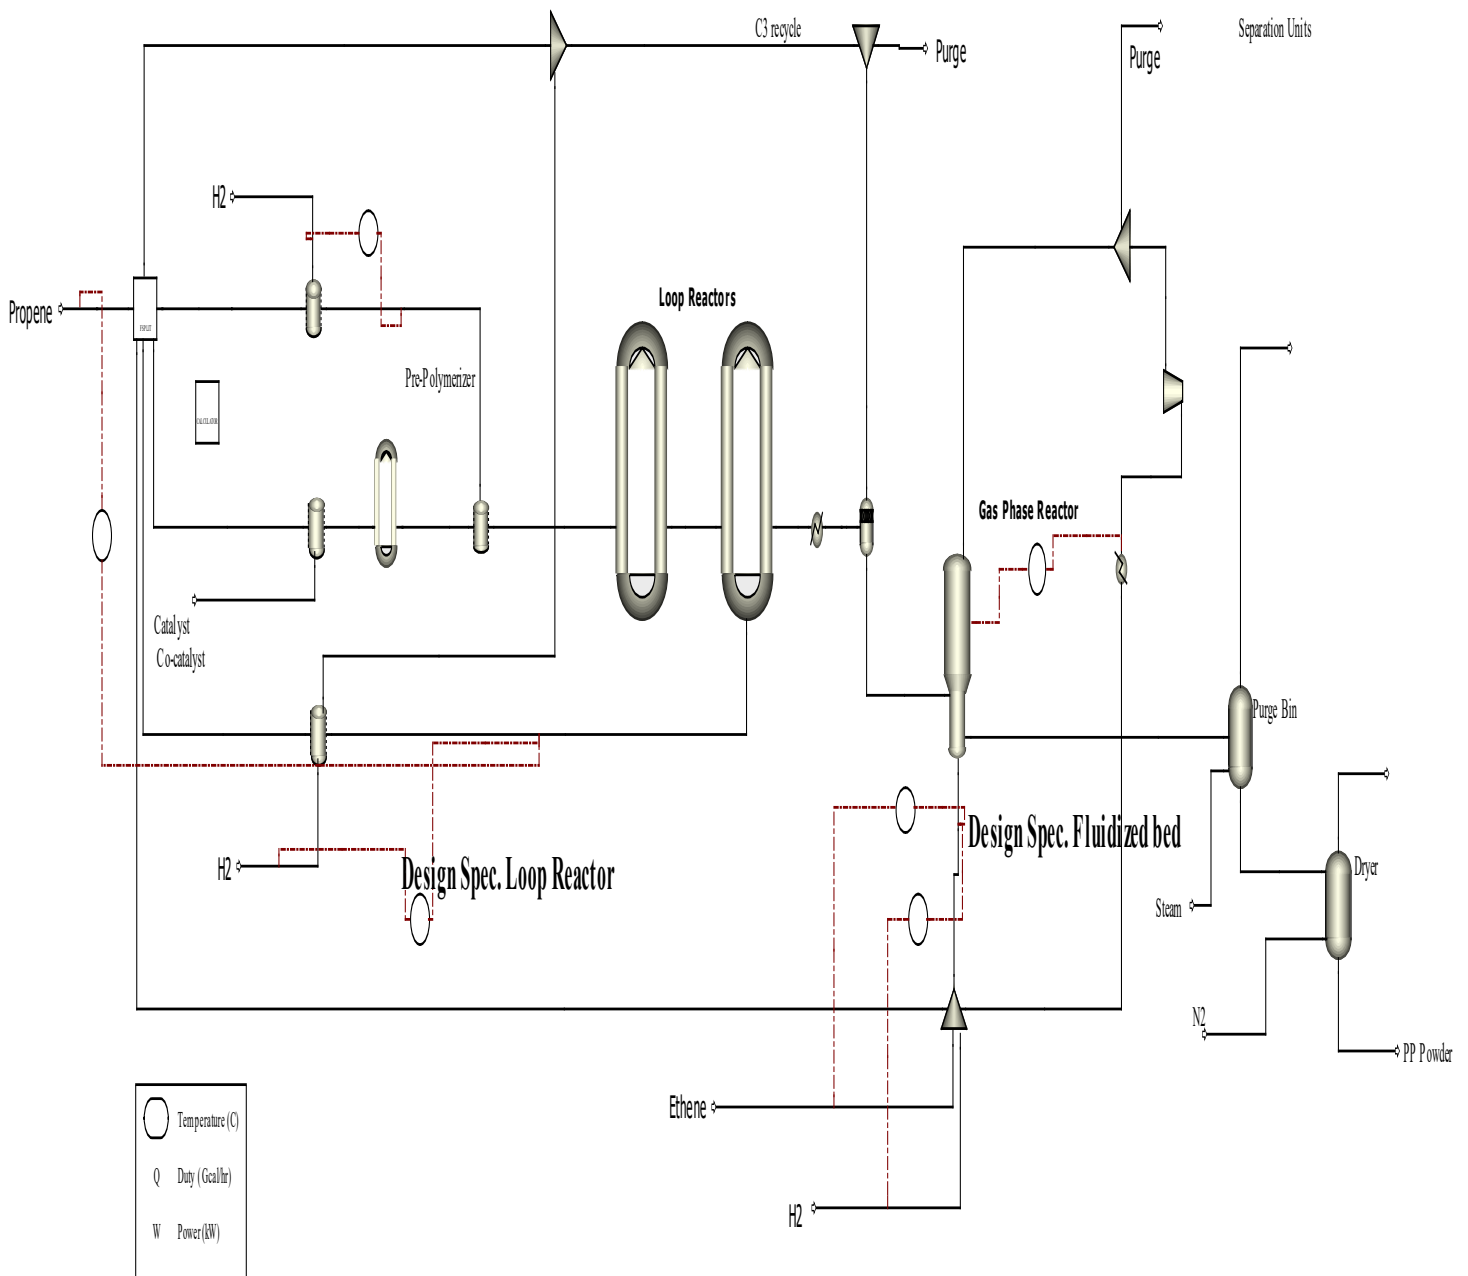 C3 recycle
Separation Units
Purge
Purge
H2
Loop Reactors
Propene
FSPLIT
Pre-Polymerizer
CALCULATOR
Gas Phase Reactor
Catalyst
Co-catalyst
Purge Bin
Design Spec. Fluidized bed
H2
Design Spec. Loop Reactor
Dryer
Steam
N2
PP Powder
Ethene
Temperature (C)
Q Duty (Gcal/hr)
W Power (kW)
H2